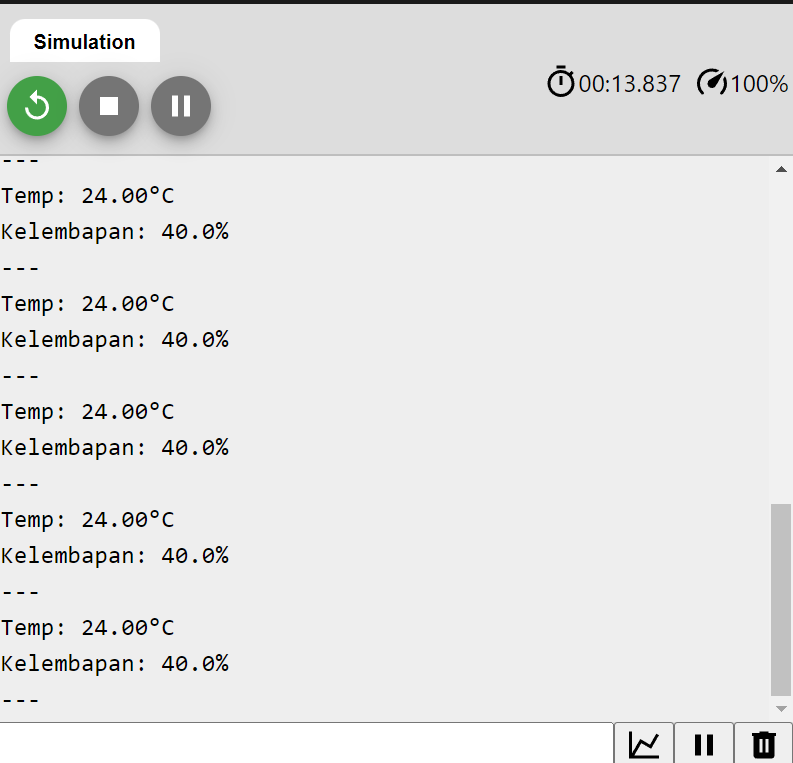 Simulation
00:13.837 100%
---
Temp: 24.00°C
Kelembapan: 40.0%
---
Temp: 24.00°C
Kelembapan: 40.0%
---
Temp: 24.00°C
Kelembapan: 40.0%
---
Temp: 24.00°C
Kelembapan: 40.0%
---
Temp: 24.00°C
Kelembapan: 40.0%
---